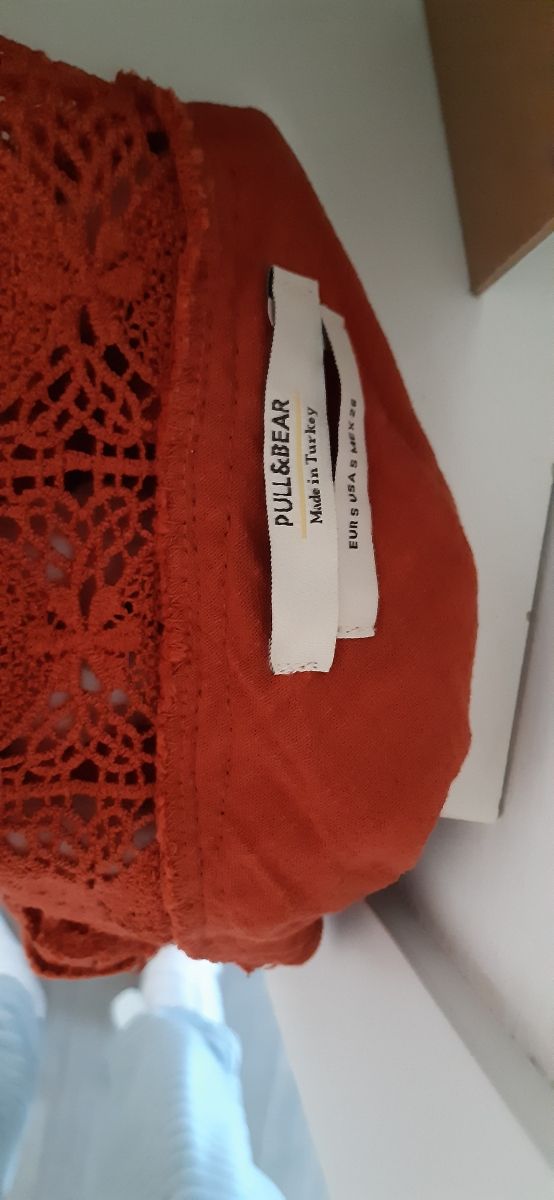 PULL&BEAR
Made in Turkey
EUR S USA S MEX 26